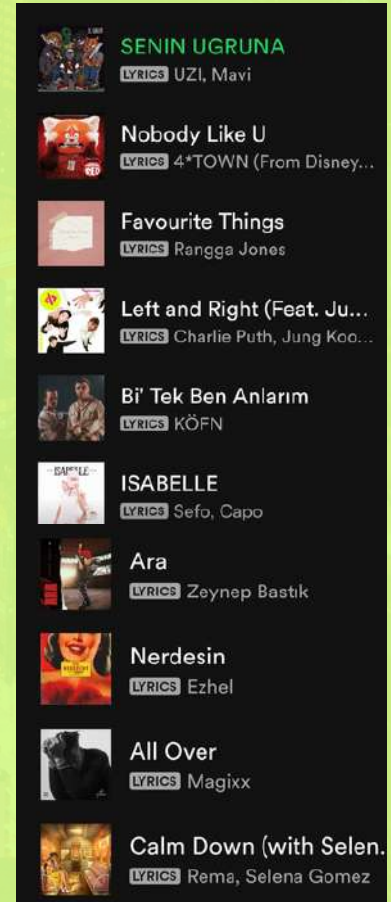 SENIN UGRUNA
LYRICS UZI, Mavi
Nobody Like U
RED
LYRICS 4*TOWN (From Disney...
Favourite Things
LYRICS Rangga Jones
Left and Right (Feat. Ju...
LYRICS Charlie Puth, Jung Koo...
Bi' Tek Ben Anlarım
LYRICS KÖFN
ISABELLE
ISABELLE
LYRICS Sefo, Capo
Ara
LYRICS Zeynep Bastık
Nerdesin
LYRICS Ezhel
All Over
LYRICS Magixx
Calm Down (with Selen.
LYRICS Rema, Selena Gomez